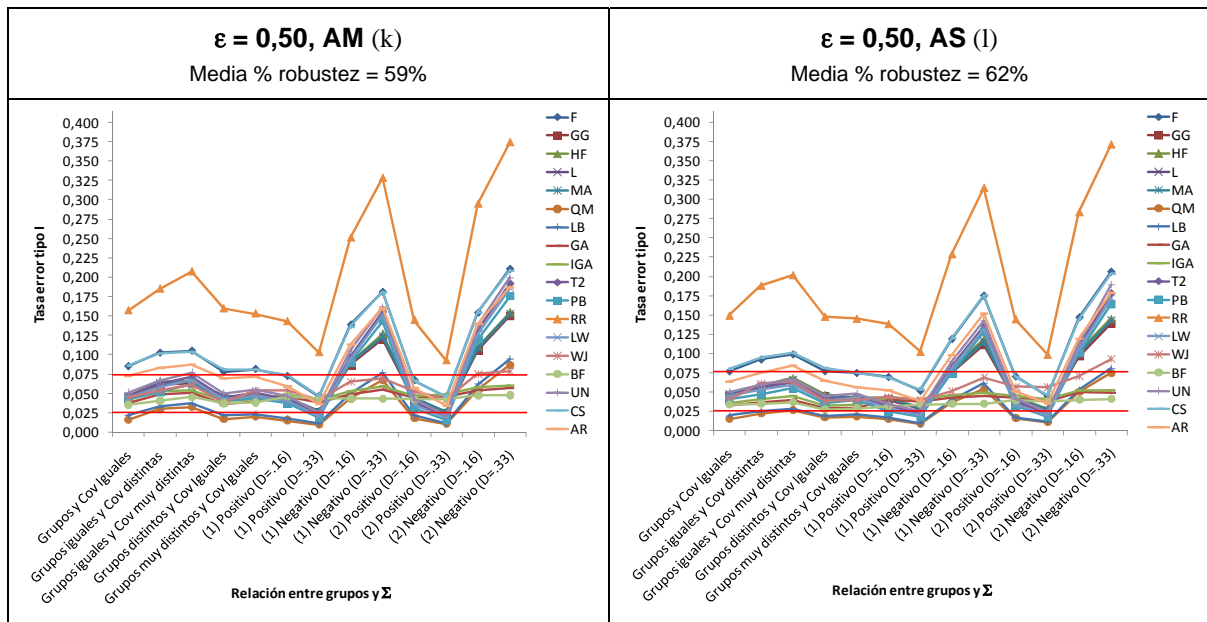 ε = 0,50, AM (k)
Media % robustez = 59%
0,400
0,375
0,350
0,325
0,300
0,275
0,250
0,225
0,200
0,175
0,150
0,125
0,100
0,075
0,050
0,025
0,000
Tasa error tipo I
F
GG
HF
L
MA
QM
LB
GA
IGA
T2
PB
RR
LW
WJ
BF
UN
CS
AR
Grupos y Cov Iguales
Grupos iguales y Cov distintas
Grupos iguales y Cov muy distintas
Grupos distintos y Cov Iguales
Grupos muy distintos y Cov Iguales
(1) Positivo (D=.16)
(1) Positivo (D=.33)
(1) Negativo (D=.16)
(1) Negativo (D=.33)
(2) Positivo (D=.16)
(2) Positivo (D=.33)
(2) Negativo (D=.16)
(2) Negativo (D=.33)
Relación entre grupos y Σ
ε = 0,50, AS (l)
Media % robustez = 62%
0,400
0,375
0,350
0,325
0,300
0,275
0,250
0,225
0,200
0,175
0,150
0,125
0,100
0,075
0,050
0,025
0,000
Tasa error tipo I
F
GG
HF
L
MA
QM
LB
GA
IGA
T2
PB
RR
LW
WJ
BF
UN
CS
AR
Grupos y Cov Iguales
Grupos iguales y Cov distintas
Grupos iguales y Cov muy distintas
Grupos distintos y Cov Iguales
Grupos muy distintos y Cov Iguales
(1) Positivo (D=.16)
(1) Positivo (D=.33)
(1) Negativo (D=.16)
(1) Negativo (D=.33)
(2) Positivo (D=.16)
(2) Positivo (D=.33)
(2) Negativo (D=.16)
(2) Negativo (D=.33)
Relación entre grupos y Σ